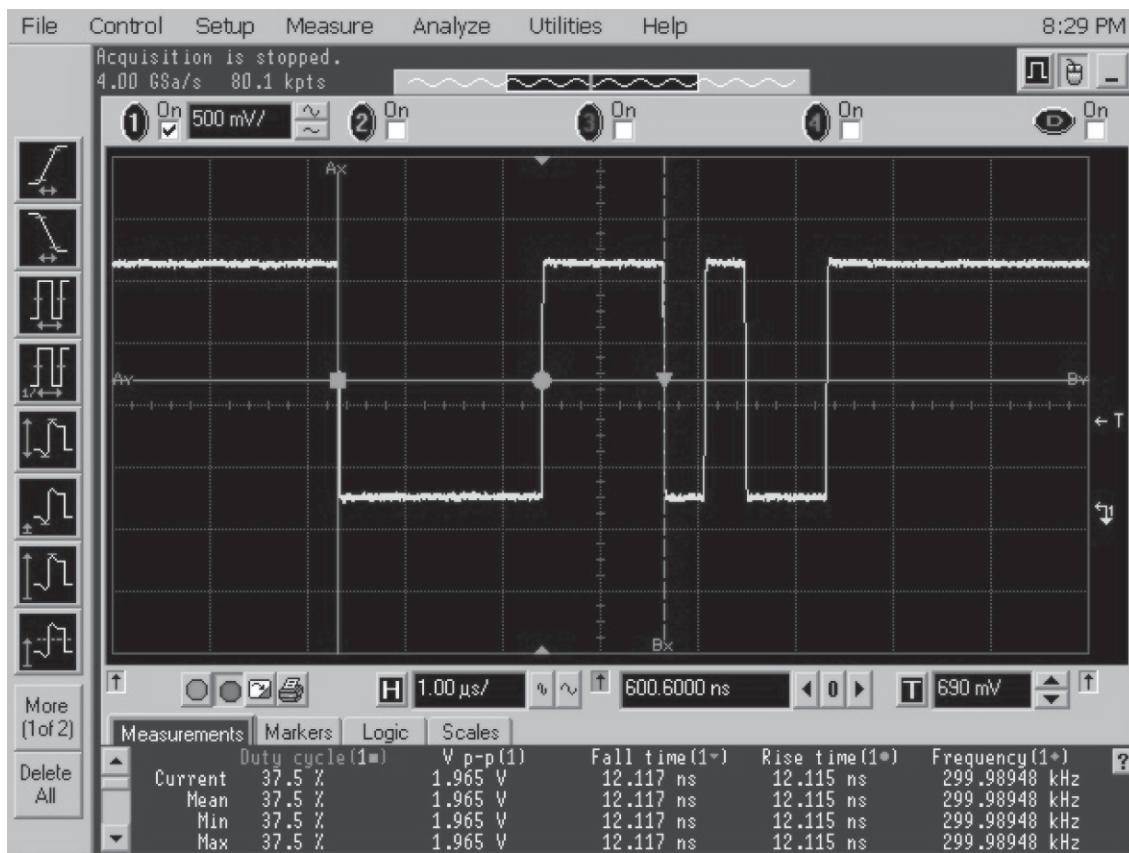 File Control Setup Measure Analyze Utilities Help 8:29 PM
Acquisition is stopped.
4.00 GSa/s 80.1 kpts
1 On 500 mV/ 2 On 3 On 4 On D On
Ax
Ay By
T
Bx
H 1.00 μs/ 600.6000 ns 0 T 690 mV
More
(1of 2)
Delete
All
Measurements Markers Logic Scales
Duty cycle(1■) V p-p(1) Fall time(1▾) Rise time(1●) Frequency(1◆) ?
Current 37.5 % 1.965 V 12.117 ns 12.115 ns 299.98948 kHz
Mean 37.5 % 1.965 V 12.117 ns 12.115 ns 299.98948 kHz
Min 37.5 % 1.965 V 12.117 ns 12.115 ns 299.98948 kHz
Max 37.5 % 1.965 V 12.117 ns 12.115 ns 299.98948 kHz